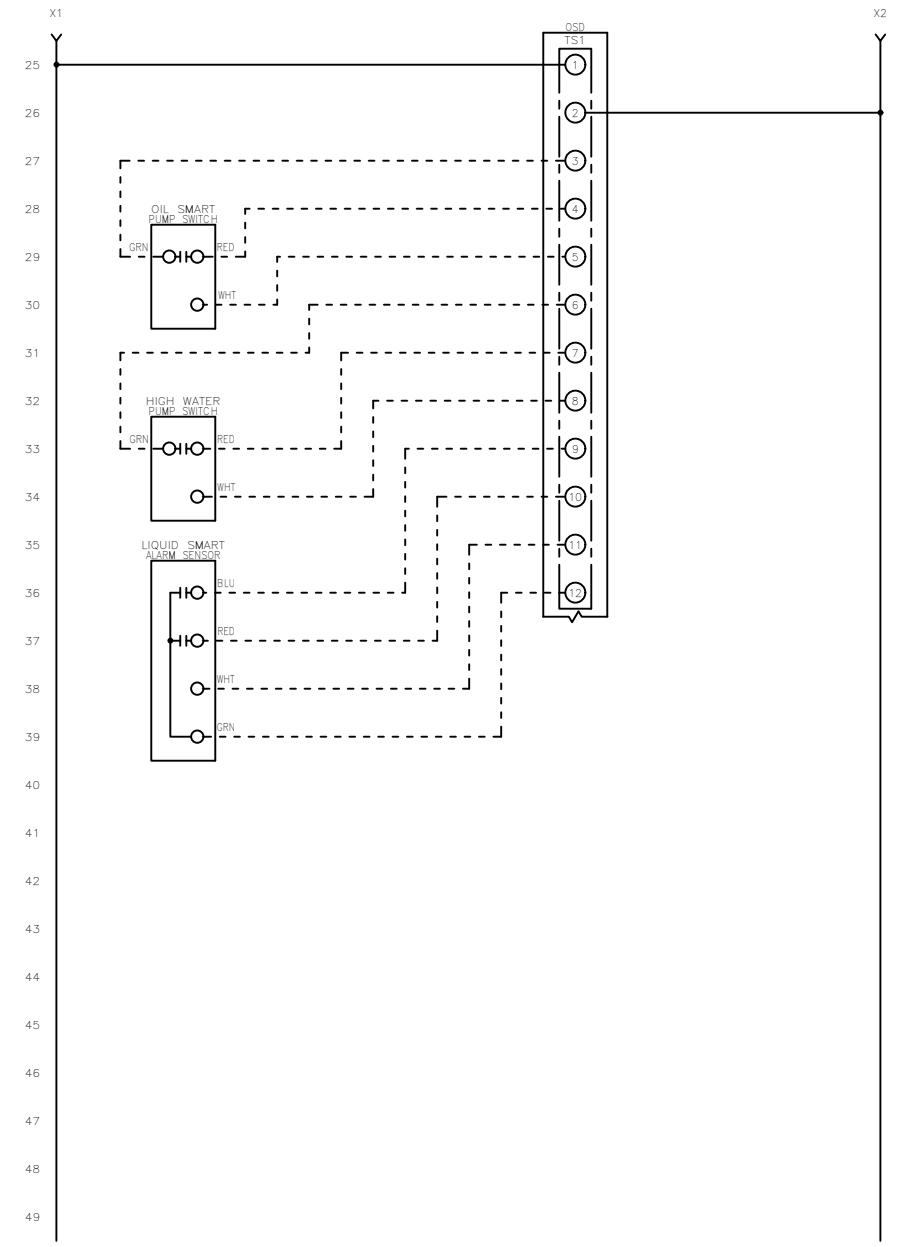 X1
X2
OSD
TS1
25
1
26
2
27
3
28
OIL SMART
PUMP SWITCH
4
29
GRN
RED
5
30
WHT
6
31
7
32
HIGH WATER
PUMP SWITCH
8
33
GRN
RED
9
34
WHT
10
35
LIQUID SMART
ALARM SENSOR
11
36
BLU
12
37
RED
38
WHT
39
GRN
40
41
42
43
44
45
46
47
48
49